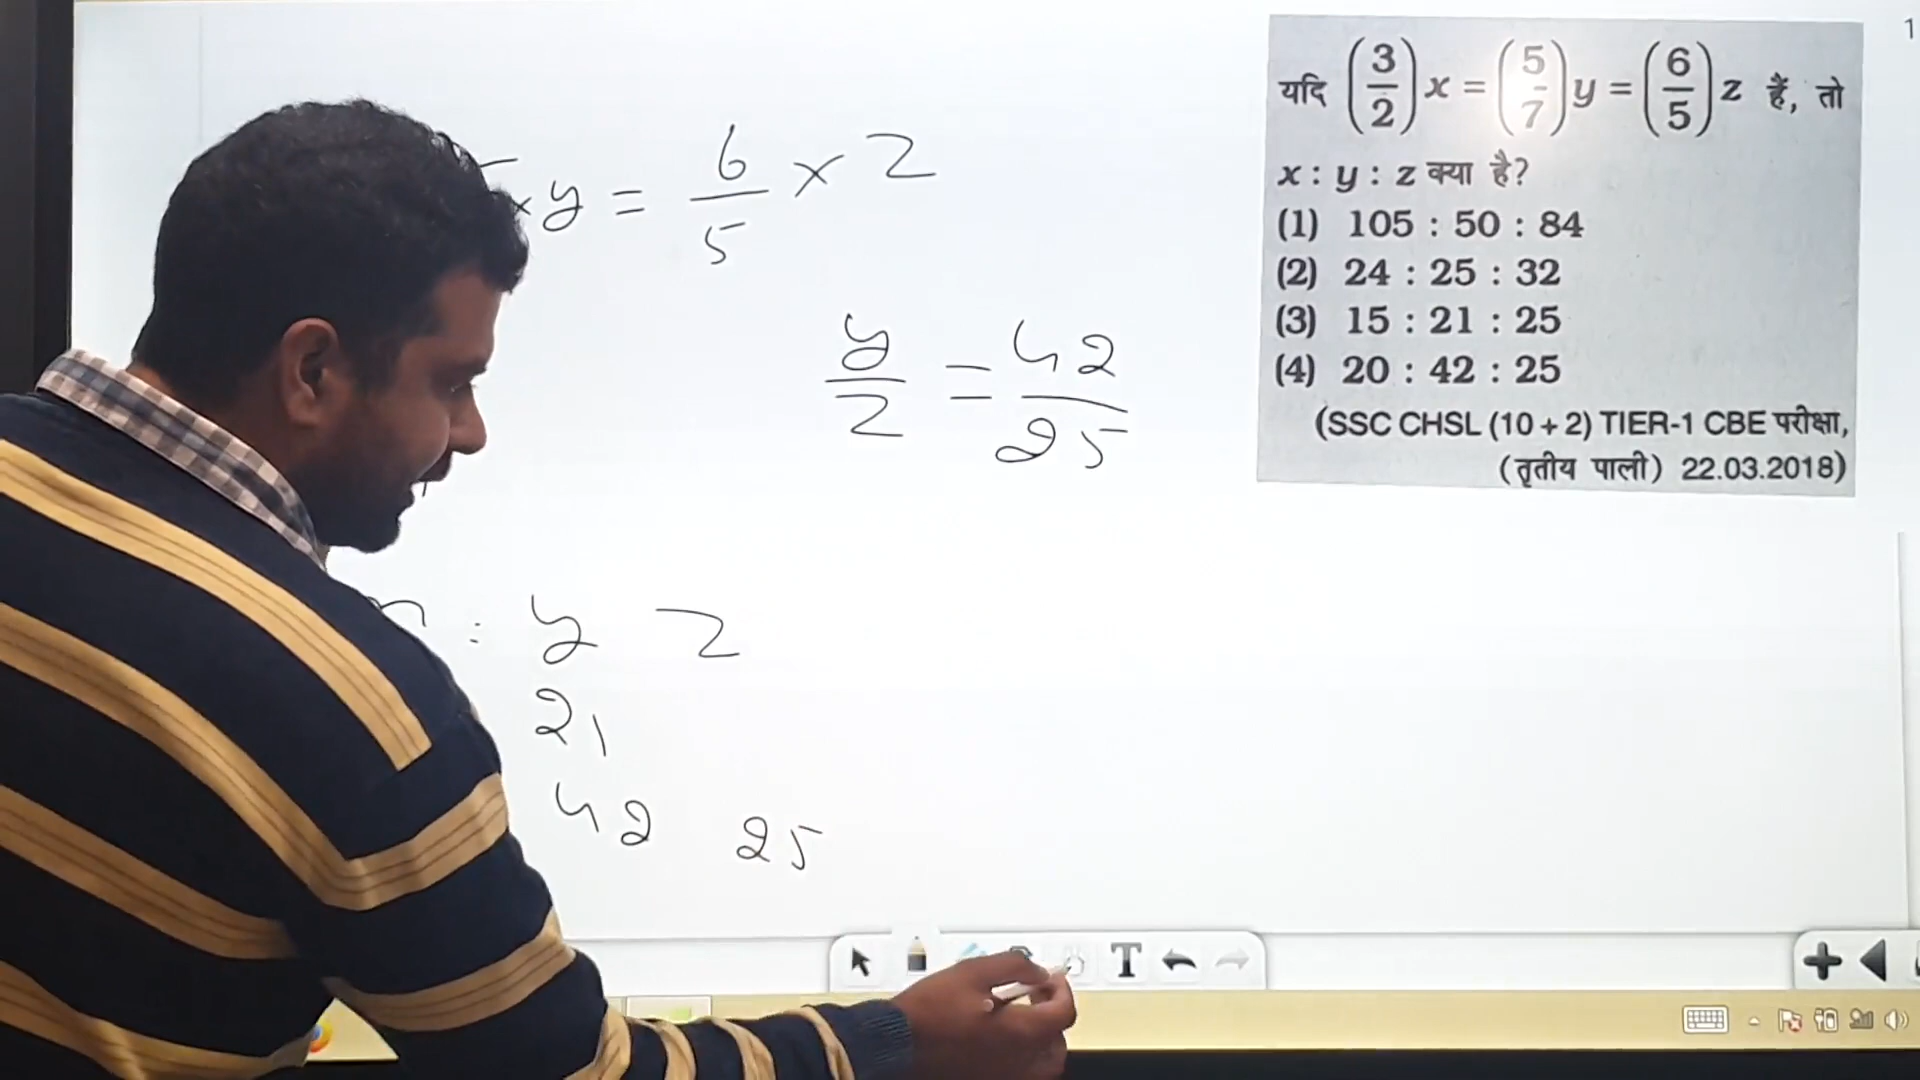 1
यदि (3/2) x = (5/7) y = (6/5) z हैं, तो
x : y : z क्या है?
(1) 105 : 50 : 84
(2) 24 : 25 : 32
(3) 15 : 21 : 25
(4) 20 : 42 : 25
(SSC CHSL (10 + 2) TIER-1 CBE परीक्षा,
(तृतीय पाली) 22.03.2018)
× y = 6/5 × z
y/z = 42/25
: y z
21
42 25
T